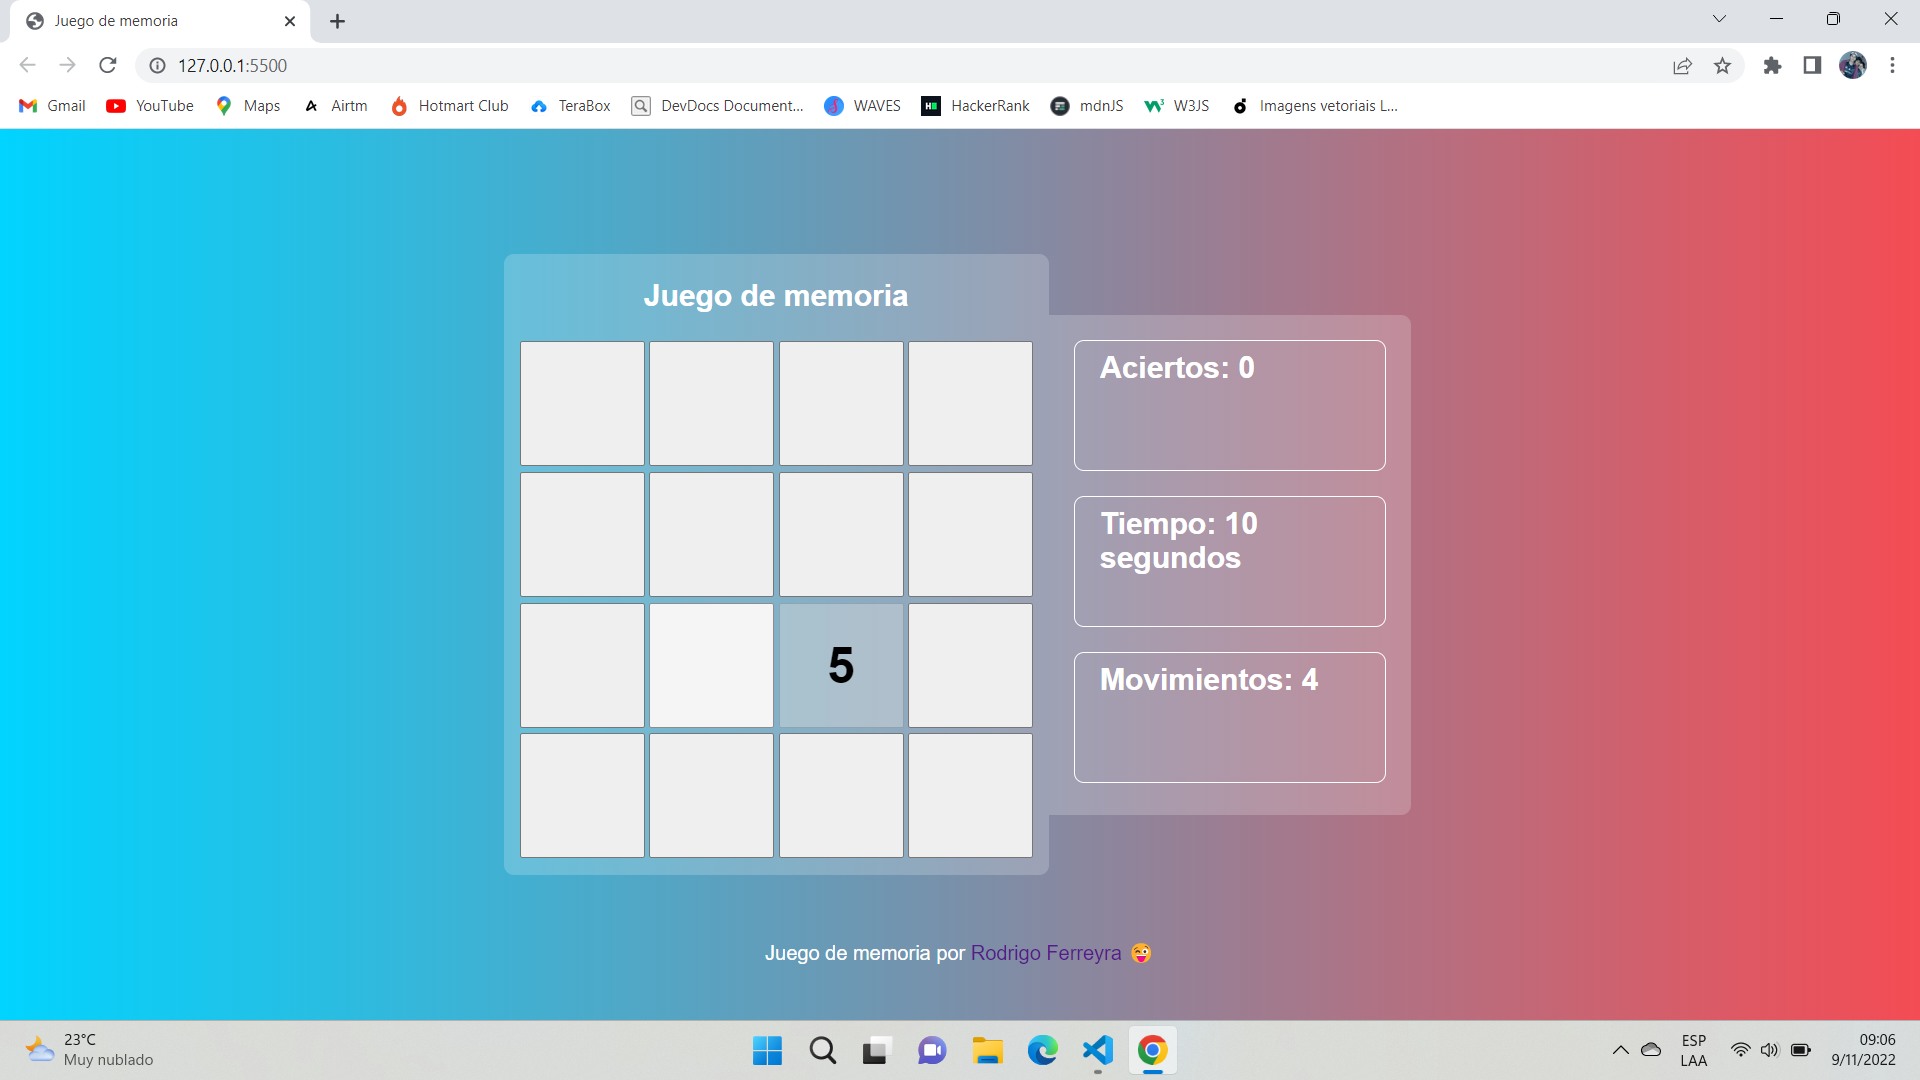 Juego de memoria
127.0.0.1:5500
Gmail
YouTube
Maps
Airtm
Hotmart Club
TeraBox
DevDocs Document...
WAVES
HackerRank
mdnJS
W3JS
Imagens vetoriais L...
Juego de memoria
Aciertos: 0
Tiempo: 10
segundos
5
Movimientos: 4
Juego de memoria por Rodrigo Ferreyra
23°C
Muy nublado
ESP
LAA
09:06
9/11/2022